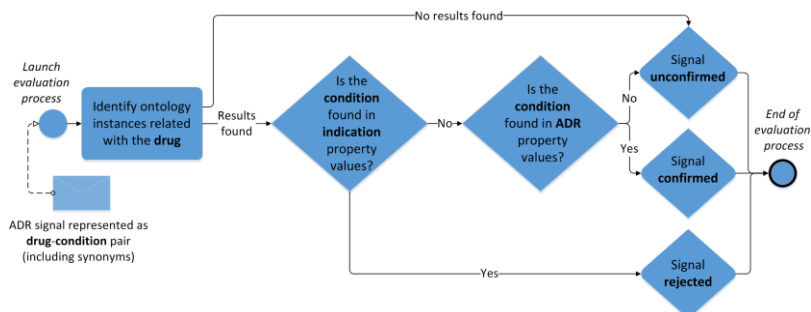 No results found
Launch
evaluation
process
Identify ontology
instances related
with the drug
Results
found
Is the
condition
found in
indication
property
values?
No
Is the
condition
found in ADR
property
values?
No
Yes
Signal
unconfirmed
Signal
confirmed
End of
evaluation
process
ADR signal represented as
drug-condition pair
(including synonyms)
Yes
Signal
rejected